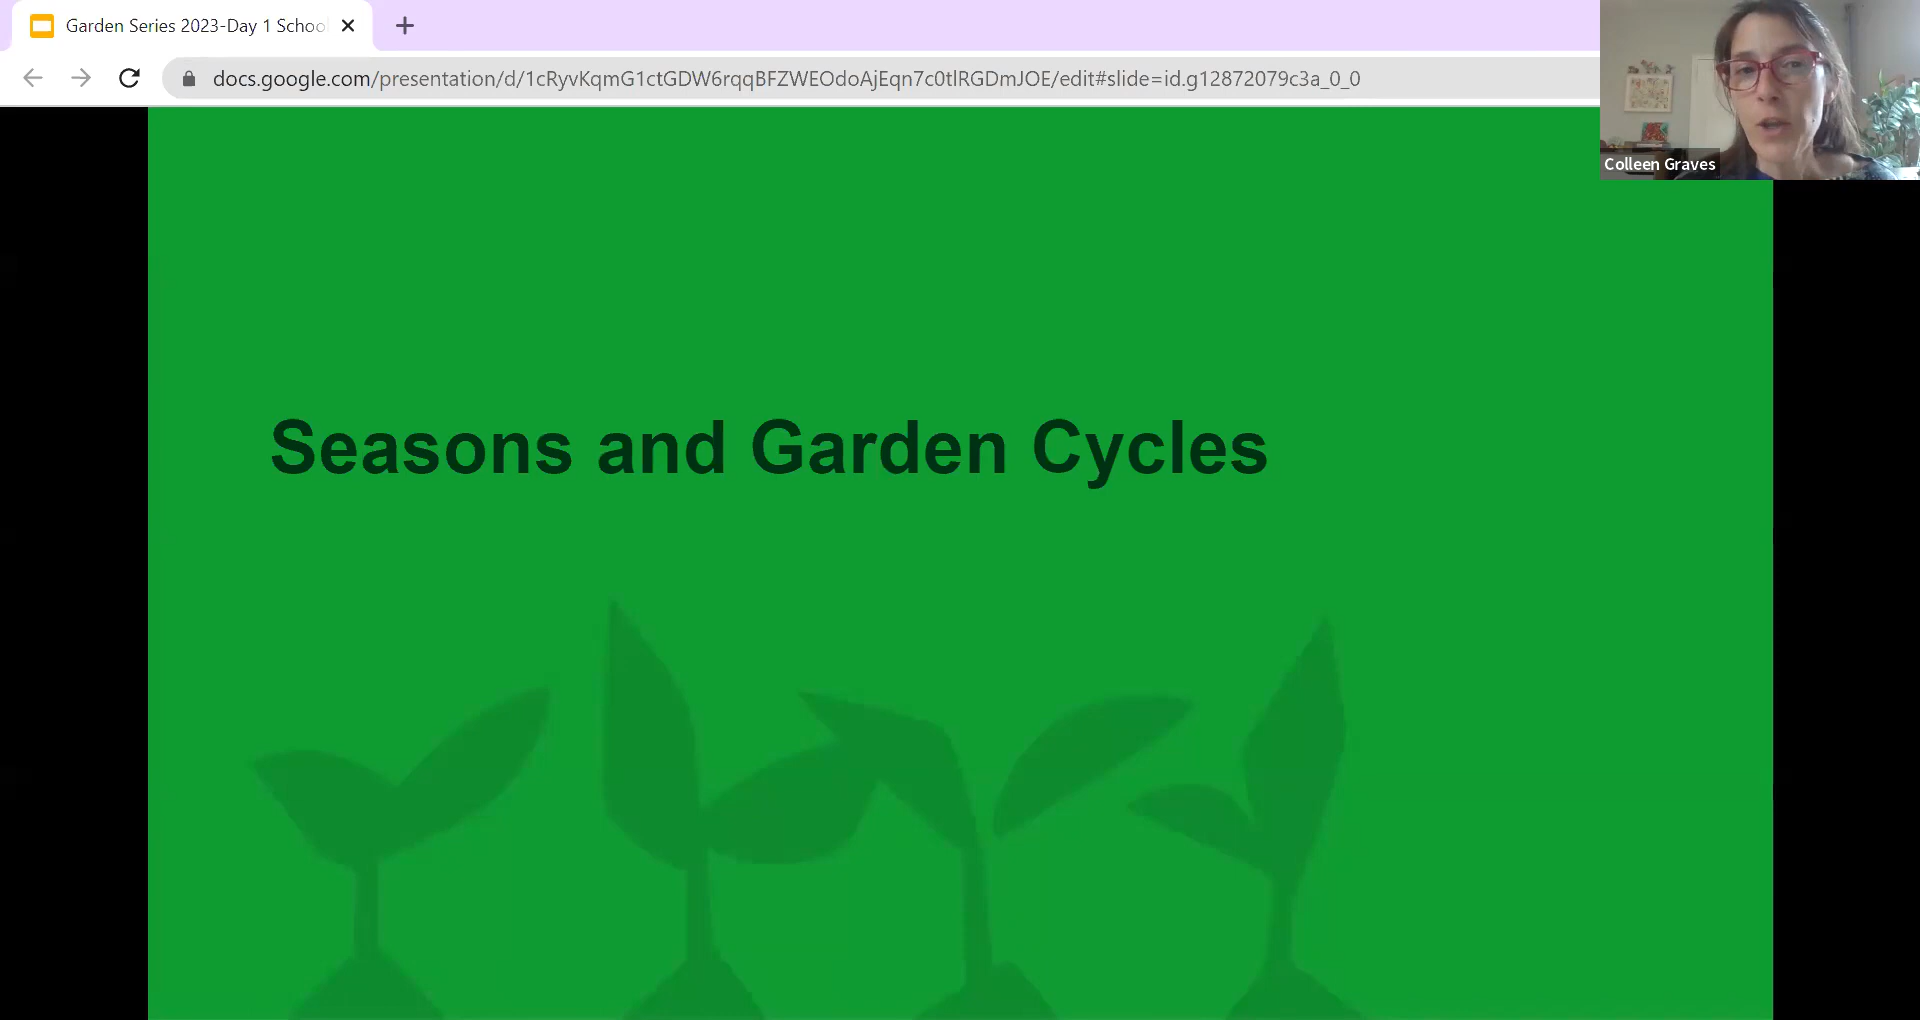 Garden Series 2023-Day 1 Schoo
docs.google.com/presentation/d/1cRyvKqmG1ctGDW6rqqBFZWEOdoAjEqn7c0tlRGDmJOE/edit#slide=id.g12872079c3a_0_0
Colleen Graves
Seasons and Garden Cycles